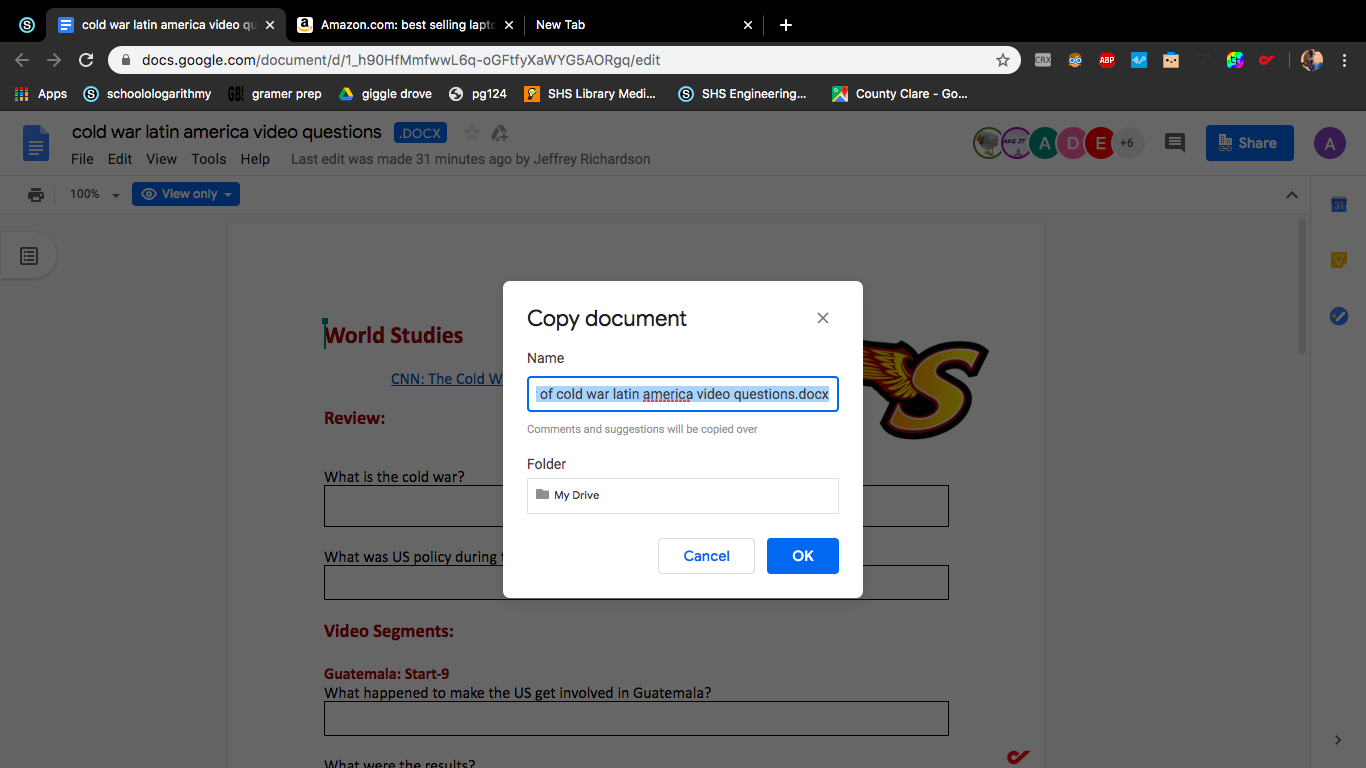 cold war latin america video qu
Amazon.com: best selling lapto
New Tab
docs.google.com/document/d/1_h90HfMmfwwL6q-oGFtfyXaWYG5AORgq/edit
CRX
ABP
Apps
schoolologarithmy
GB!
gramer prep
giggle drove
pg124
SHS Library Medi...
SHS Engineering...
County Clare - Go...
cold war latin america video questions
.DOCX
A
D
E
+6
Share
A
File Edit View Tools Help
Last edit was made 31 minutes ago by Jeffrey Richardson
100%
View only
31
World Studies
CNN: The Cold W
Review:
What is the cold war?
What was US policy during t
Video Segments:
Guatemala: Start-9
What happened to make the US get involved in Guatemala?
What were the results?
S
Copy document
Name
of cold war latin america video questions.docx
Comments and suggestions will be copied over
Folder
My Drive
Cancel
OK